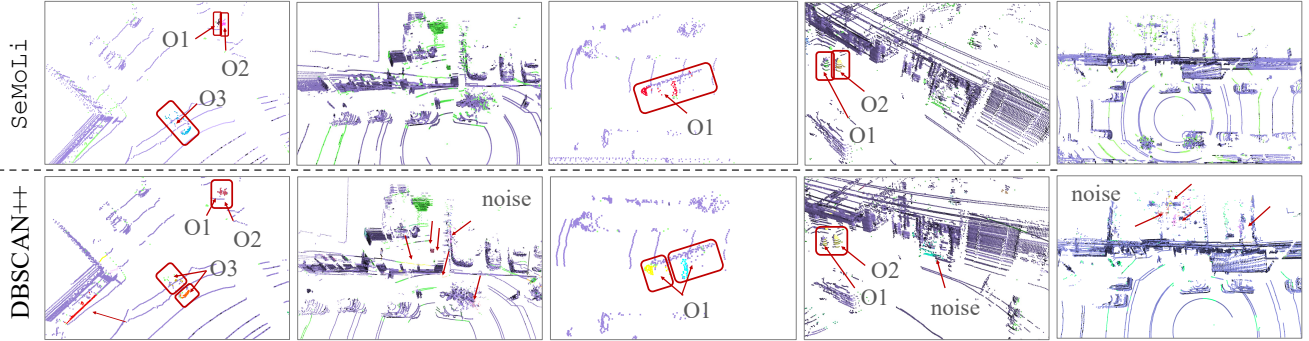 SeMoLi
O1
O2
O3
O1
O2
O1
DBSCAN++
O1
O2
O3
noise
O1
O2
O1
noise
noise